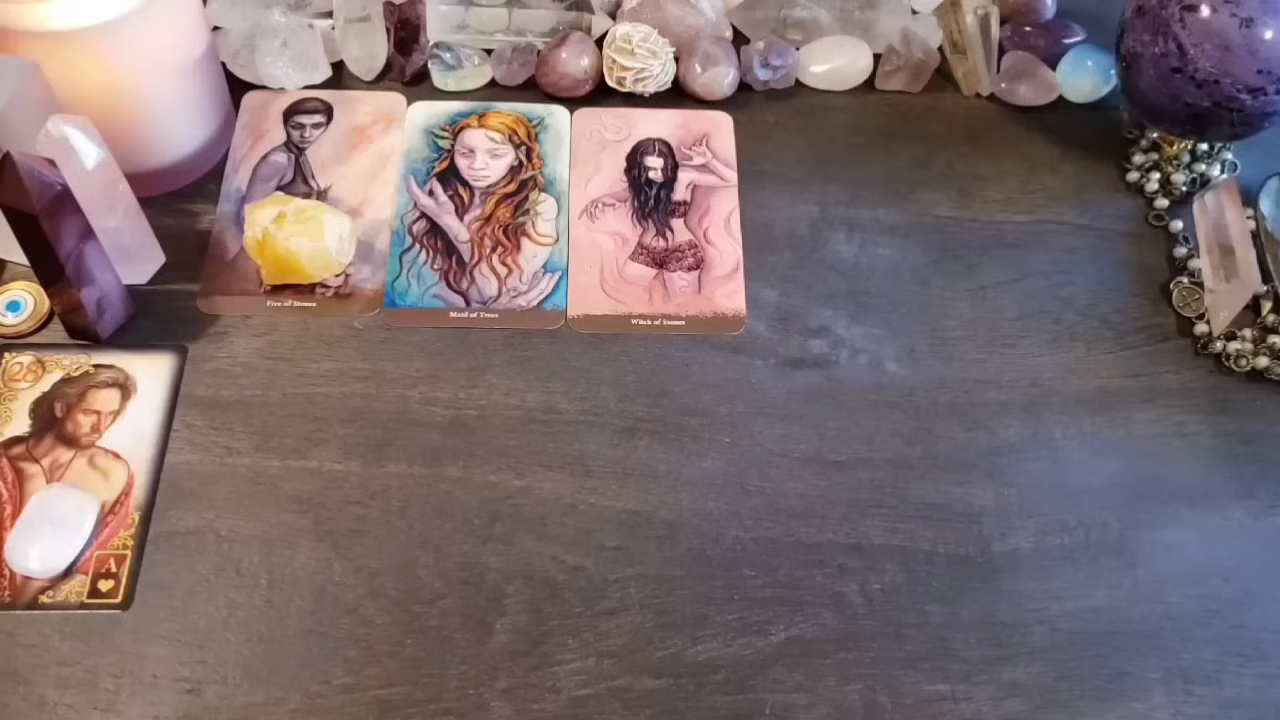 Five of Stones
Maid of Trees
Witch of Stones
28
A